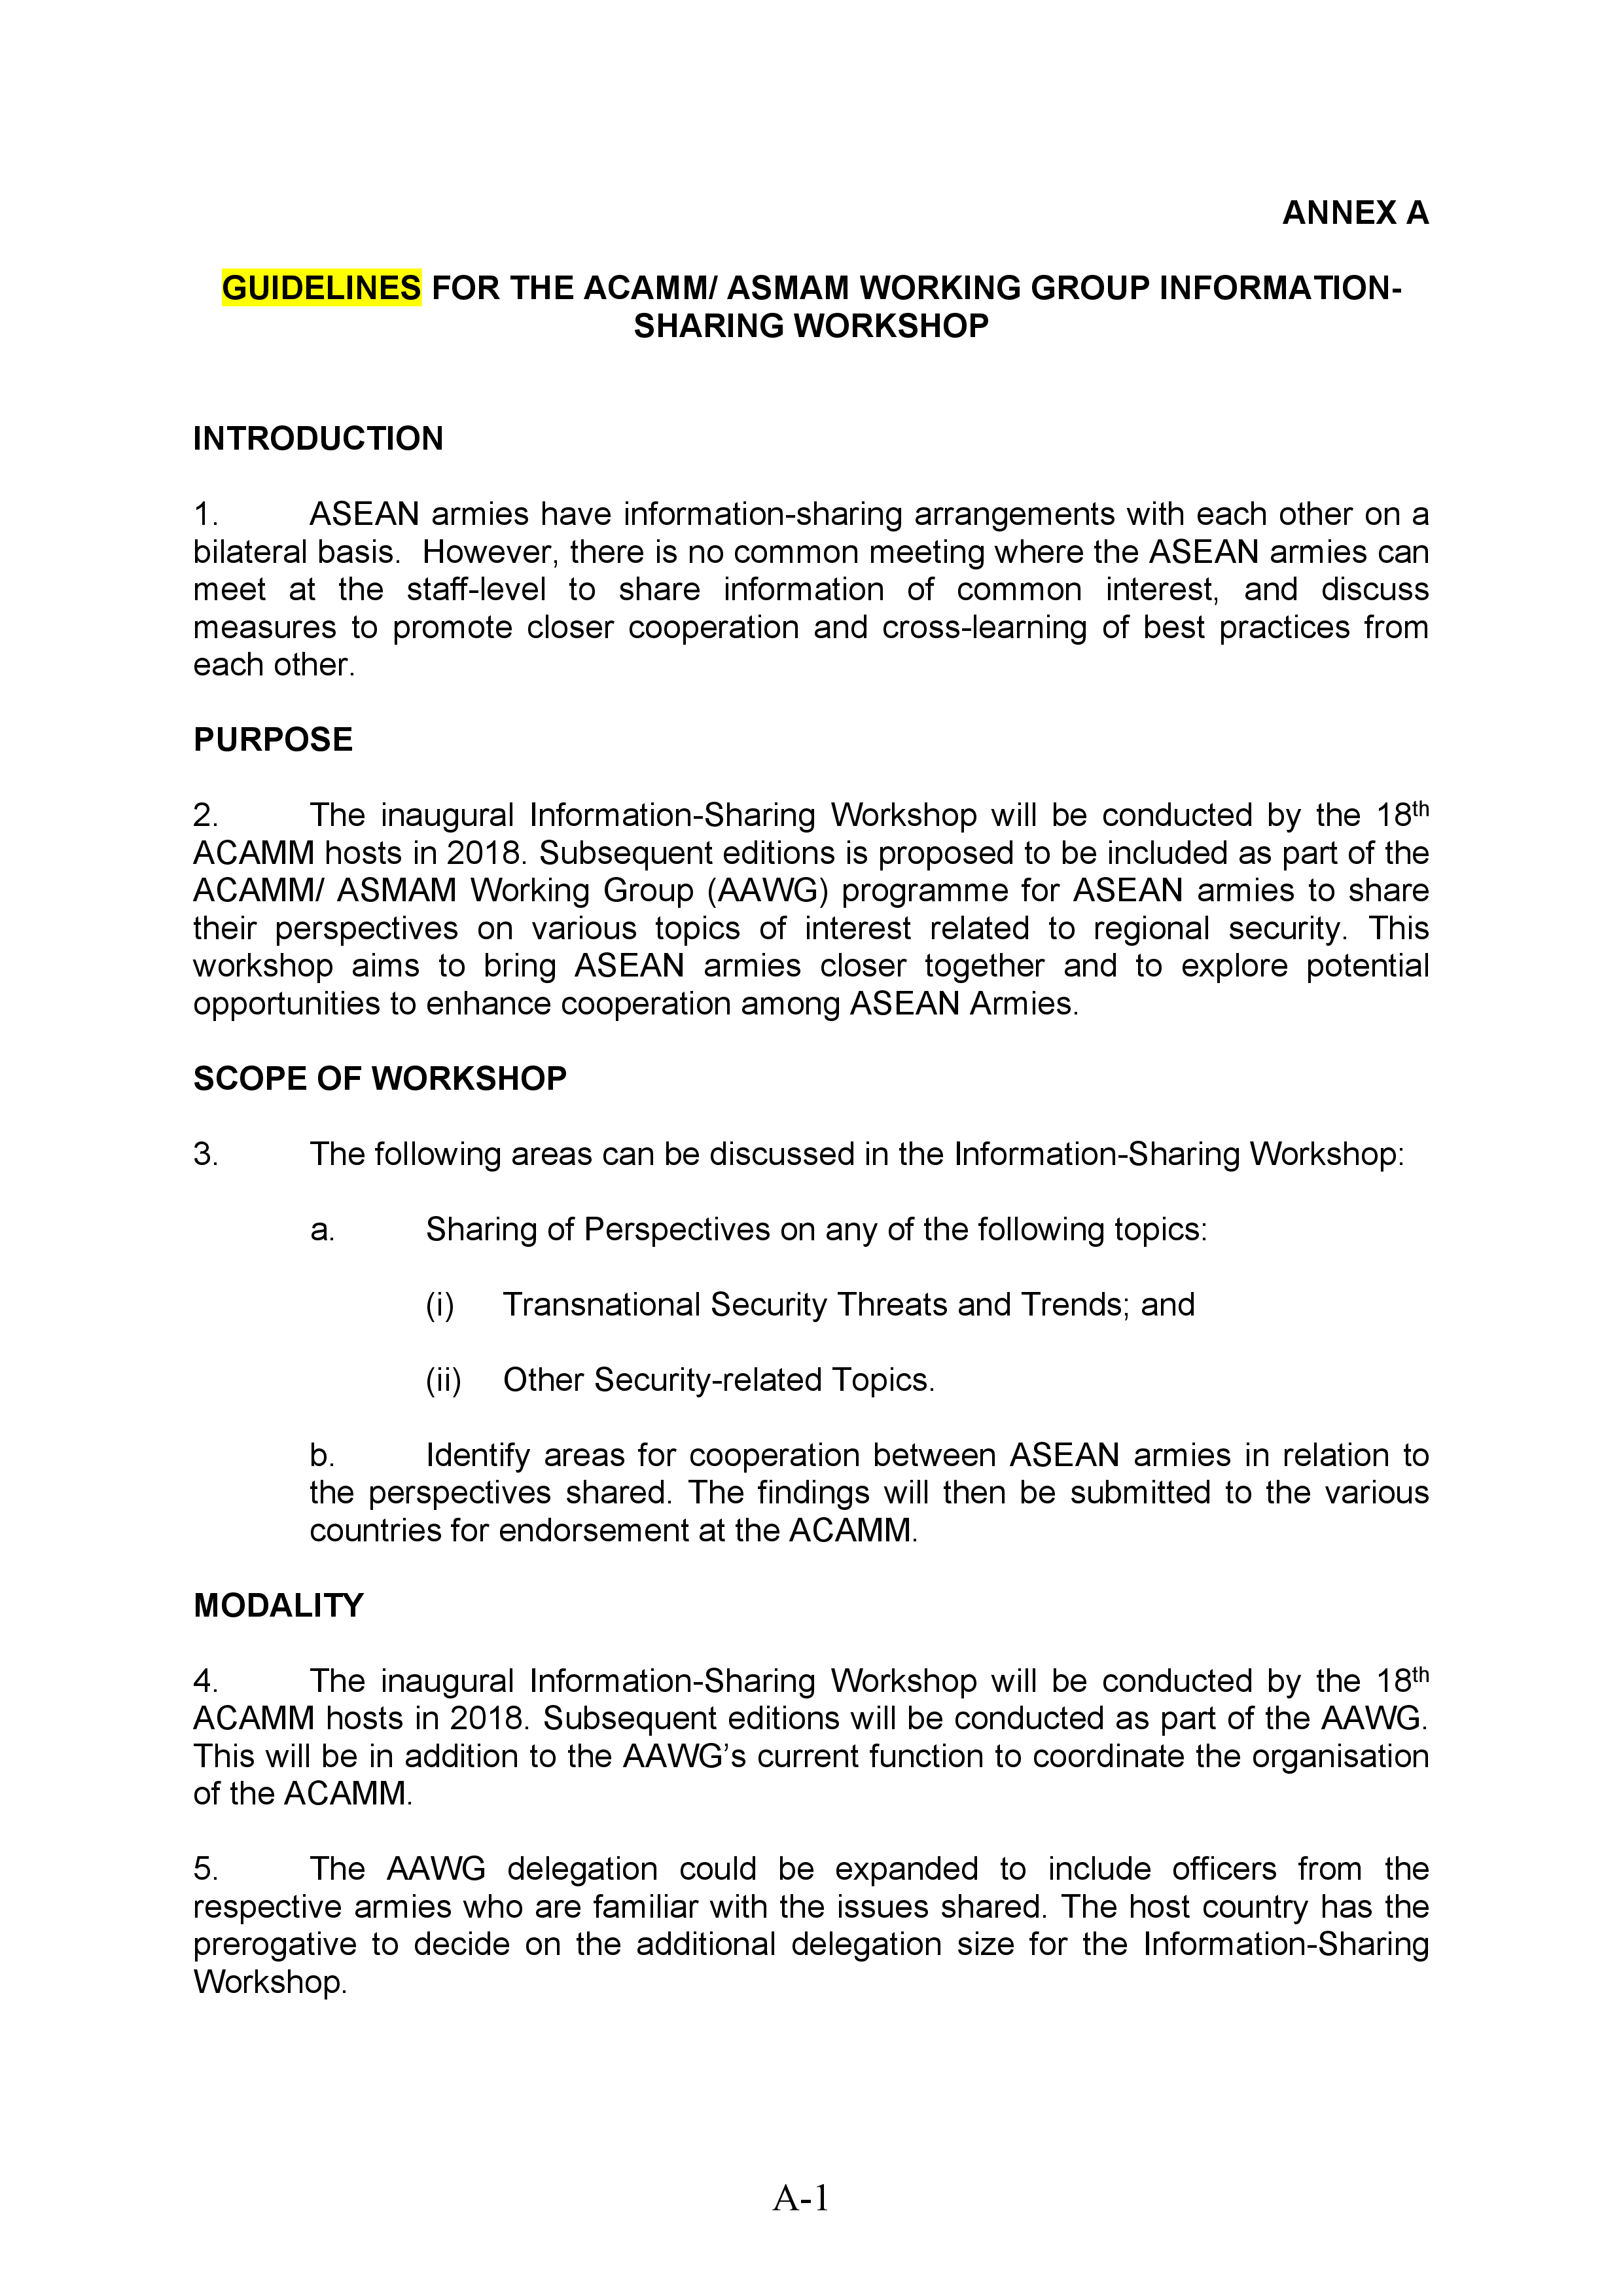 ANNEX A
GUIDELINES FOR THE ACAMM/ ASMAM WORKING GROUP INFORMATION-
SHARING WORKSHOP
INTRODUCTION
1. ASEAN armies have information-sharing arrangements with each other on a
bilateral basis. However, there is no common meeting where the ASEAN armies can
meet at the staff-level to share information of common interest, and discuss
measures to promote closer cooperation and cross-learning of best practices from
each other.
PURPOSE
2. The inaugural Information-Sharing Workshop will be conducted by the 18th
ACAMM hosts in 2018. Subsequent editions is proposed to be included as part of the
ACAMM/ ASMAM Working Group (AAWG) programme for ASEAN armies to share
their perspectives on various topics of interest related to regional security. This
workshop aims to bring ASEAN armies closer together and to explore potential
opportunities to enhance cooperation among ASEAN Armies.
SCOPE OF WORKSHOP
3. The following areas can be discussed in the Information-Sharing Workshop:
a. Sharing of Perspectives on any of the following topics:
(i) Transnational Security Threats and Trends; and
(ii) Other Security-related Topics.
b. Identify areas for cooperation between ASEAN armies in relation to
the perspectives shared. The findings will then be submitted to the various
countries for endorsement at the ACAMM.
MODALITY
4. The inaugural Information-Sharing Workshop will be conducted by the 18th
ACAMM hosts in 2018. Subsequent editions will be conducted as part of the AAWG.
This will be in addition to the AAWG’s current function to coordinate the organisation
of the ACAMM.
5. The AAWG delegation could be expanded to include officers from the
respective armies who are familiar with the issues shared. The host country has the
prerogative to decide on the additional delegation size for the Information-Sharing
Workshop.
A-1